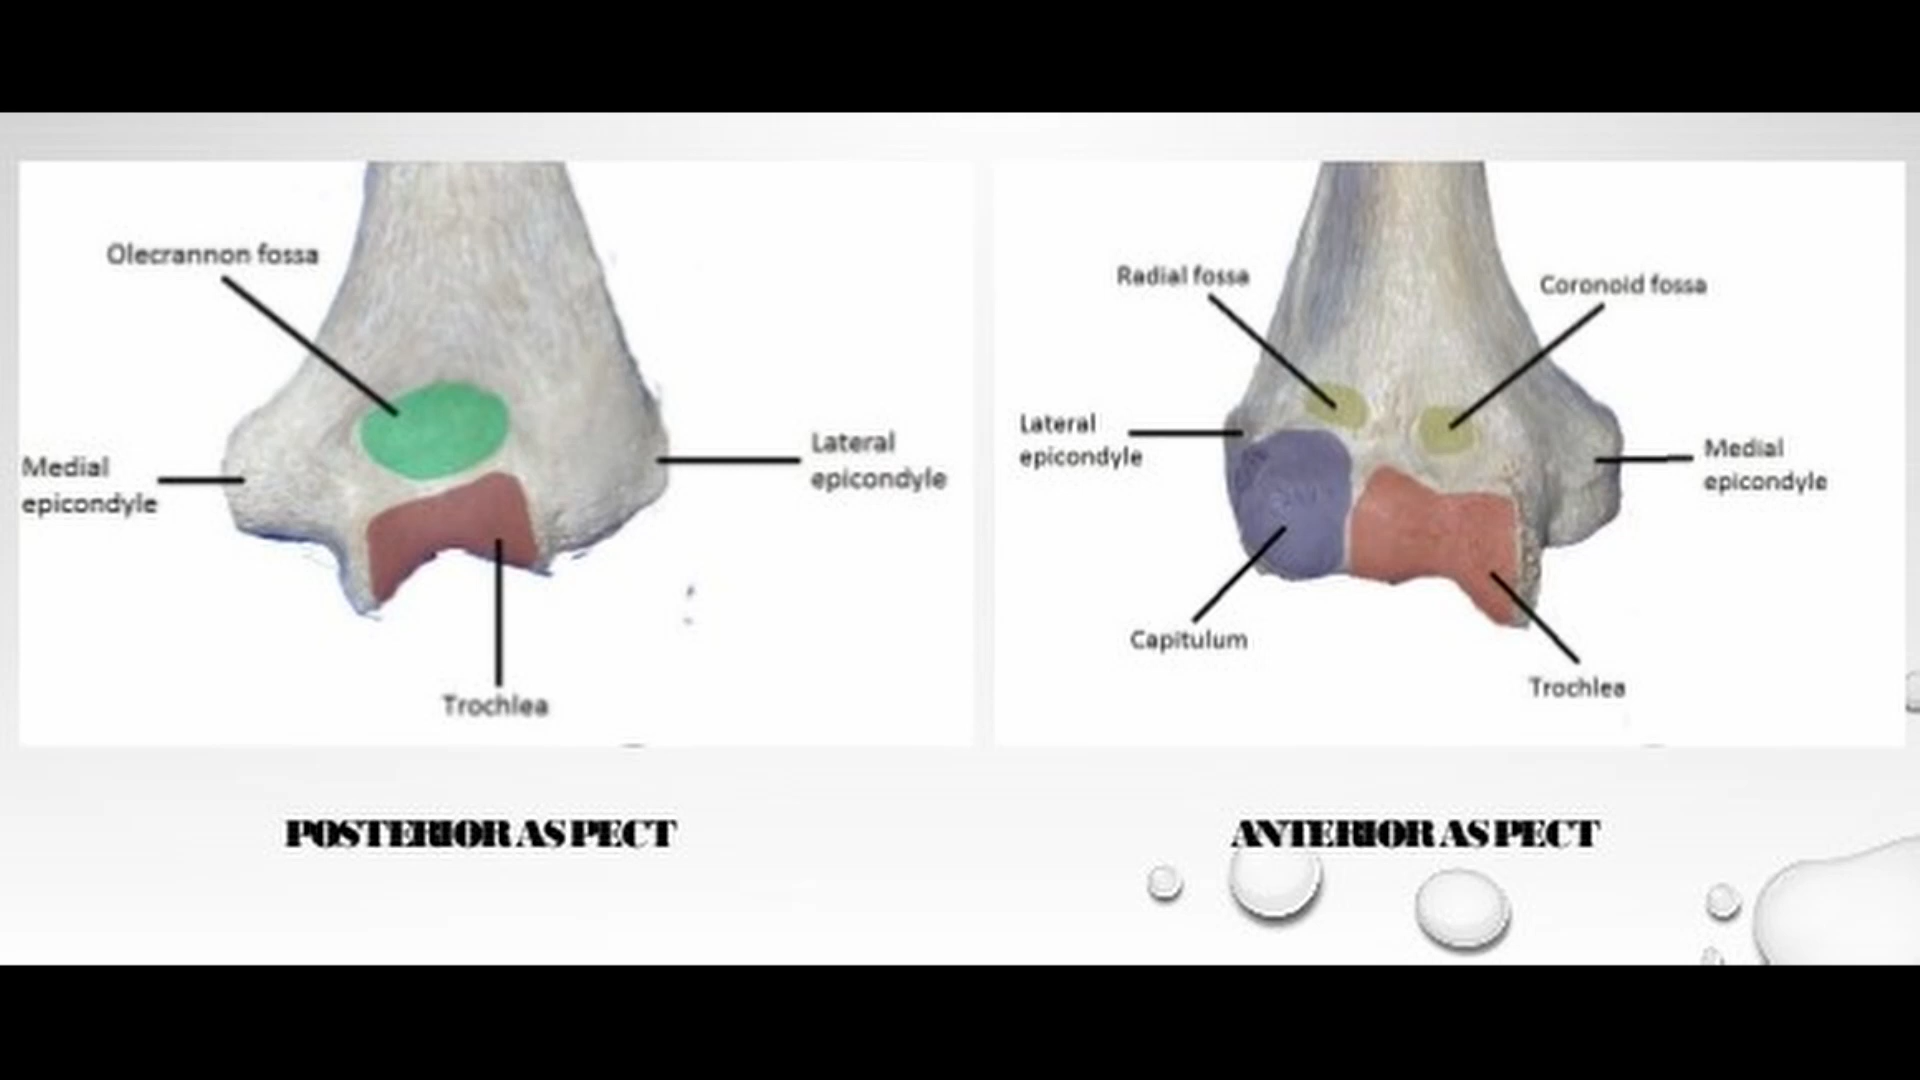 Olecrannon fossa
Medial
epicondyle
Lateral
epicondyle
Trochlea
POSTERIOR ASPECT
Radial fossa
Coronoid fossa
Lateral
epicondyle
Medial
epicondyle
Capitulum
Trochlea
ANTERIOR ASPECT